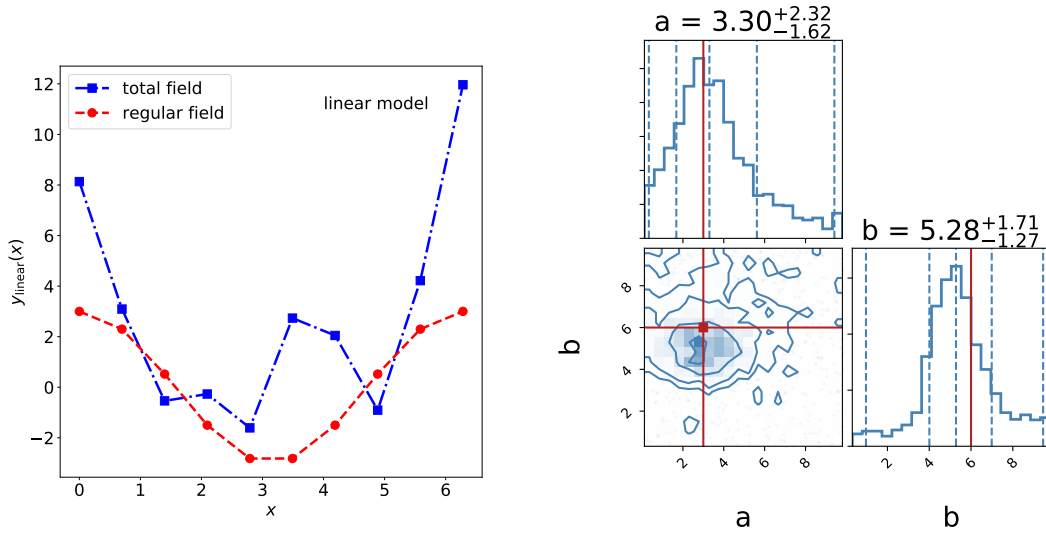 total field
regular field
linear model
12
10
8
6
4
2
0
−2
y_linear(x)
0 1 2 3 4 5 6
x
a = 3.30^{+2.32}_{−1.62}
b = 5.28^{+1.71}_{−1.27}
8
6
4
2
b
2 4 6 8
2 4 6 8
a
b